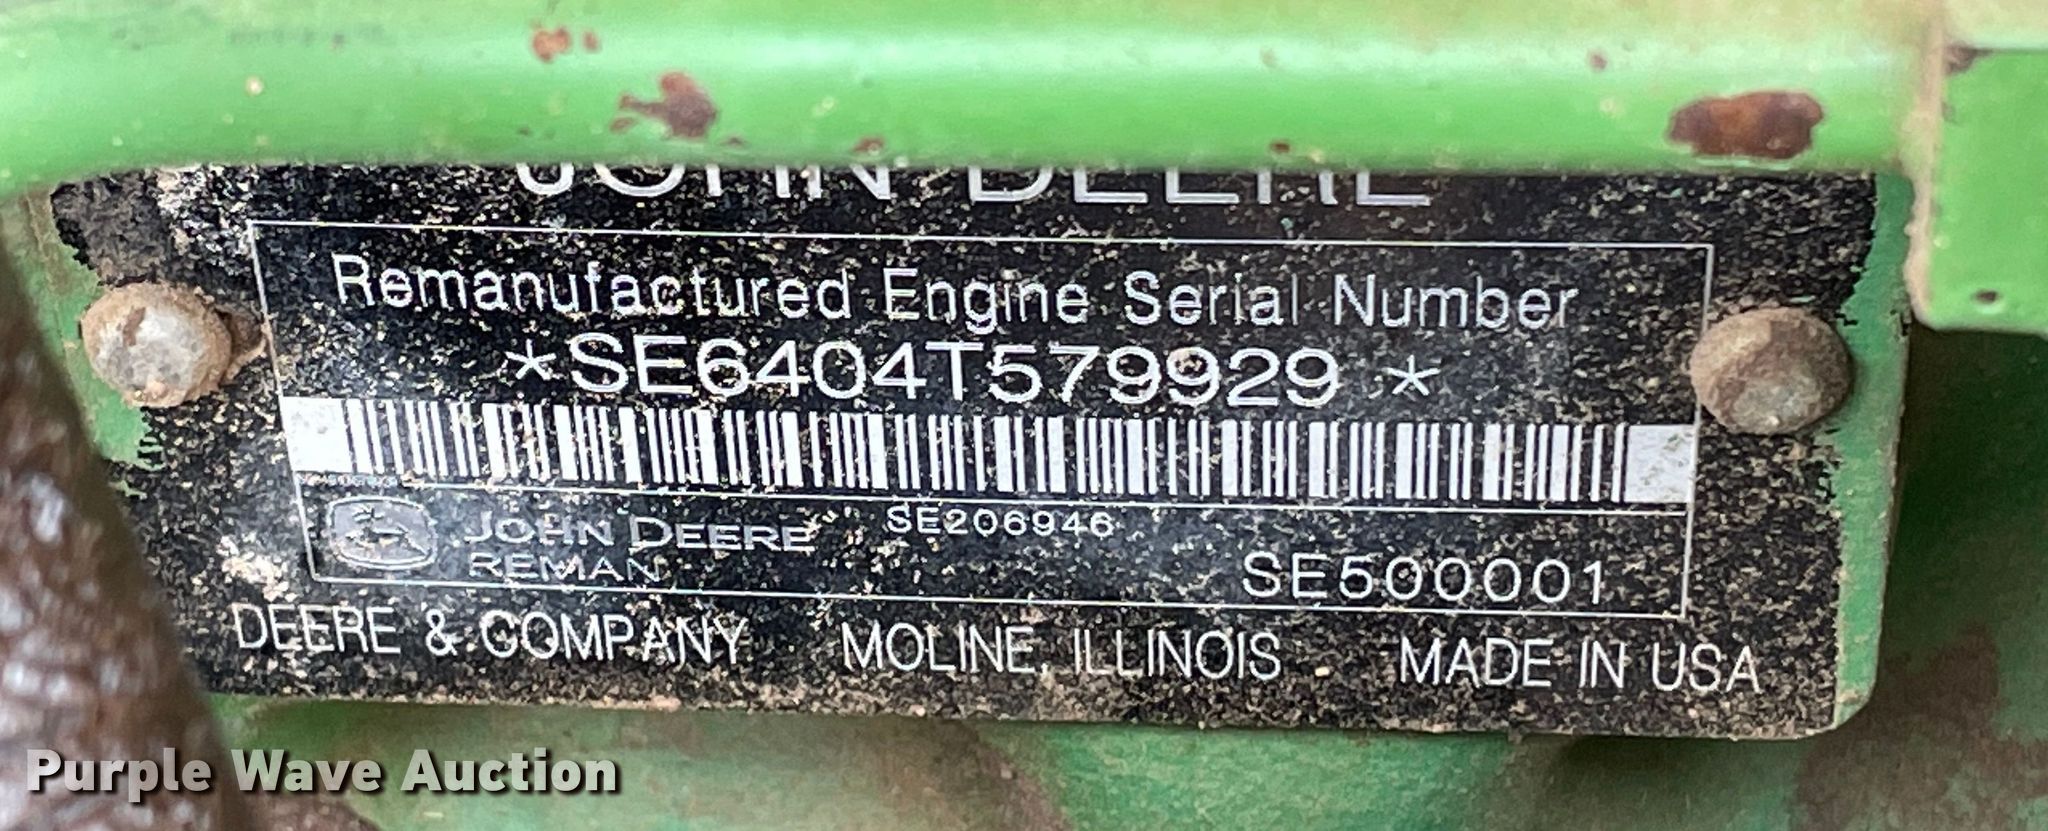 JOHN DEERE
Remanufactured Engine Serial Number
*SE6404T579929 *
JOHN DEERE
REMAN
SE206946
SE500001
DEERE & COMPANY MOLINE, ILLINOIS MADE IN USA
Purple Wave Auction